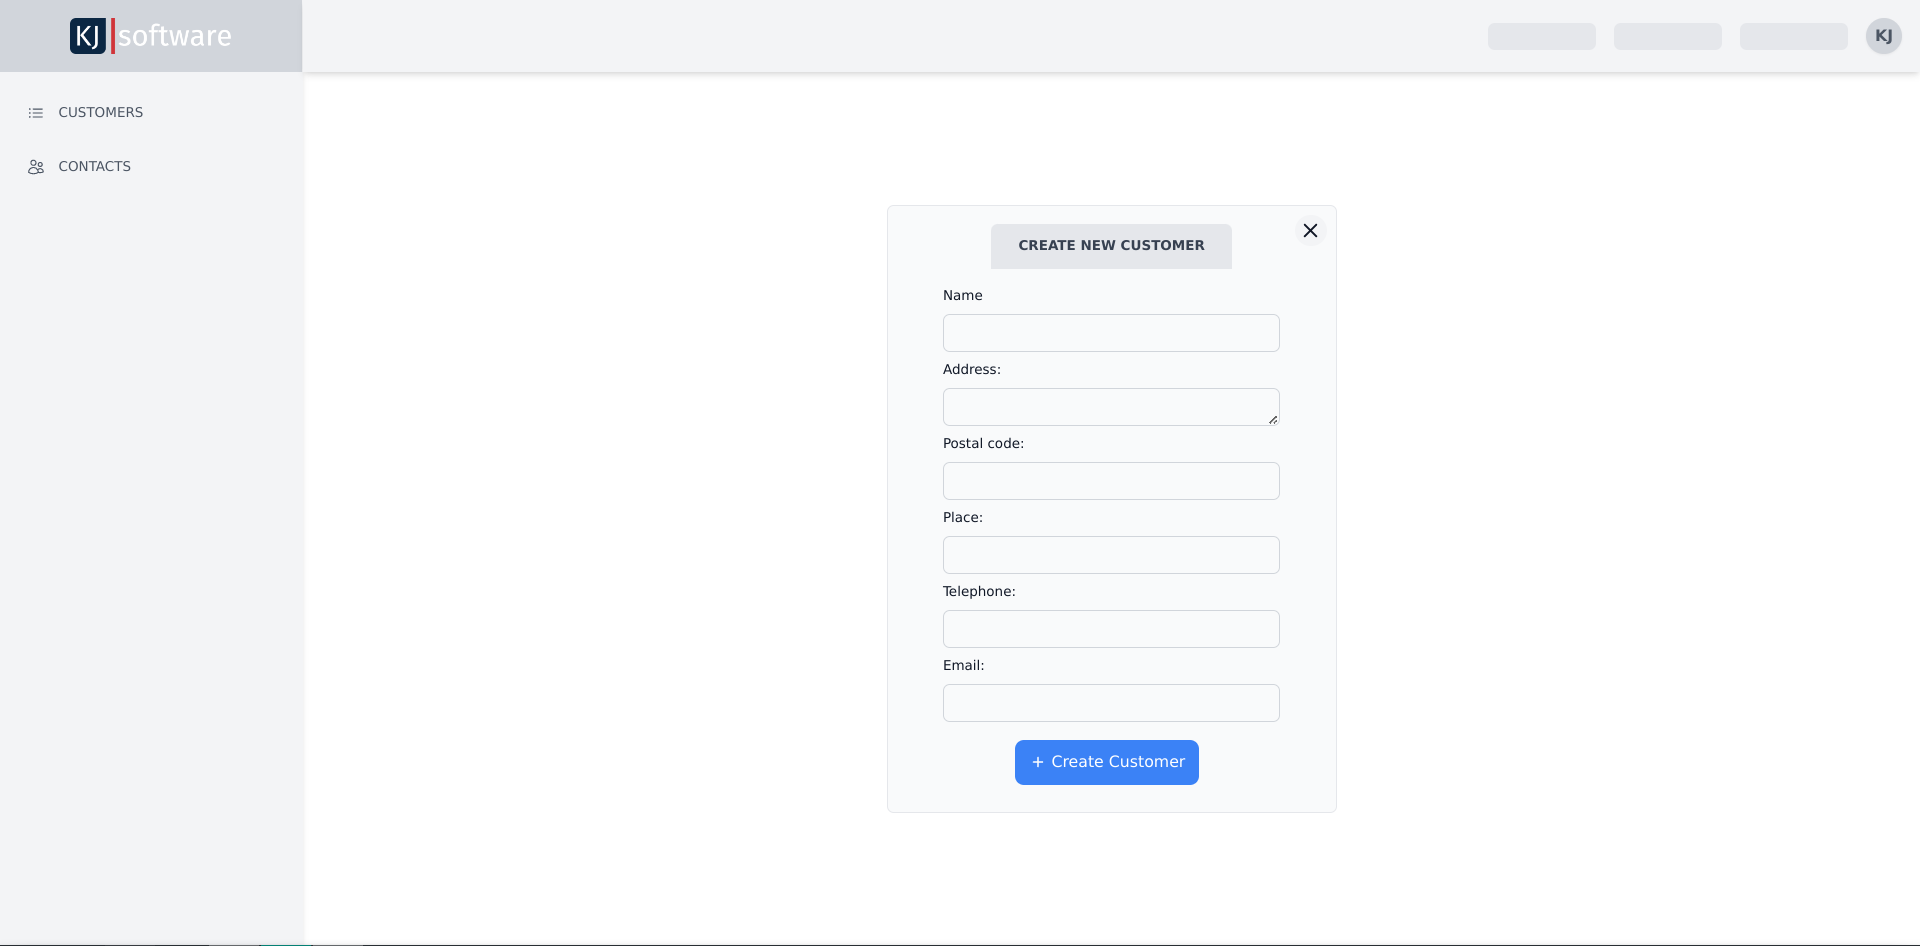 KJ software
KJ
CUSTOMERS
CONTACTS
CREATE NEW CUSTOMER
Name
Address:
Postal code:
Place:
Telephone:
Email:
+ Create Customer